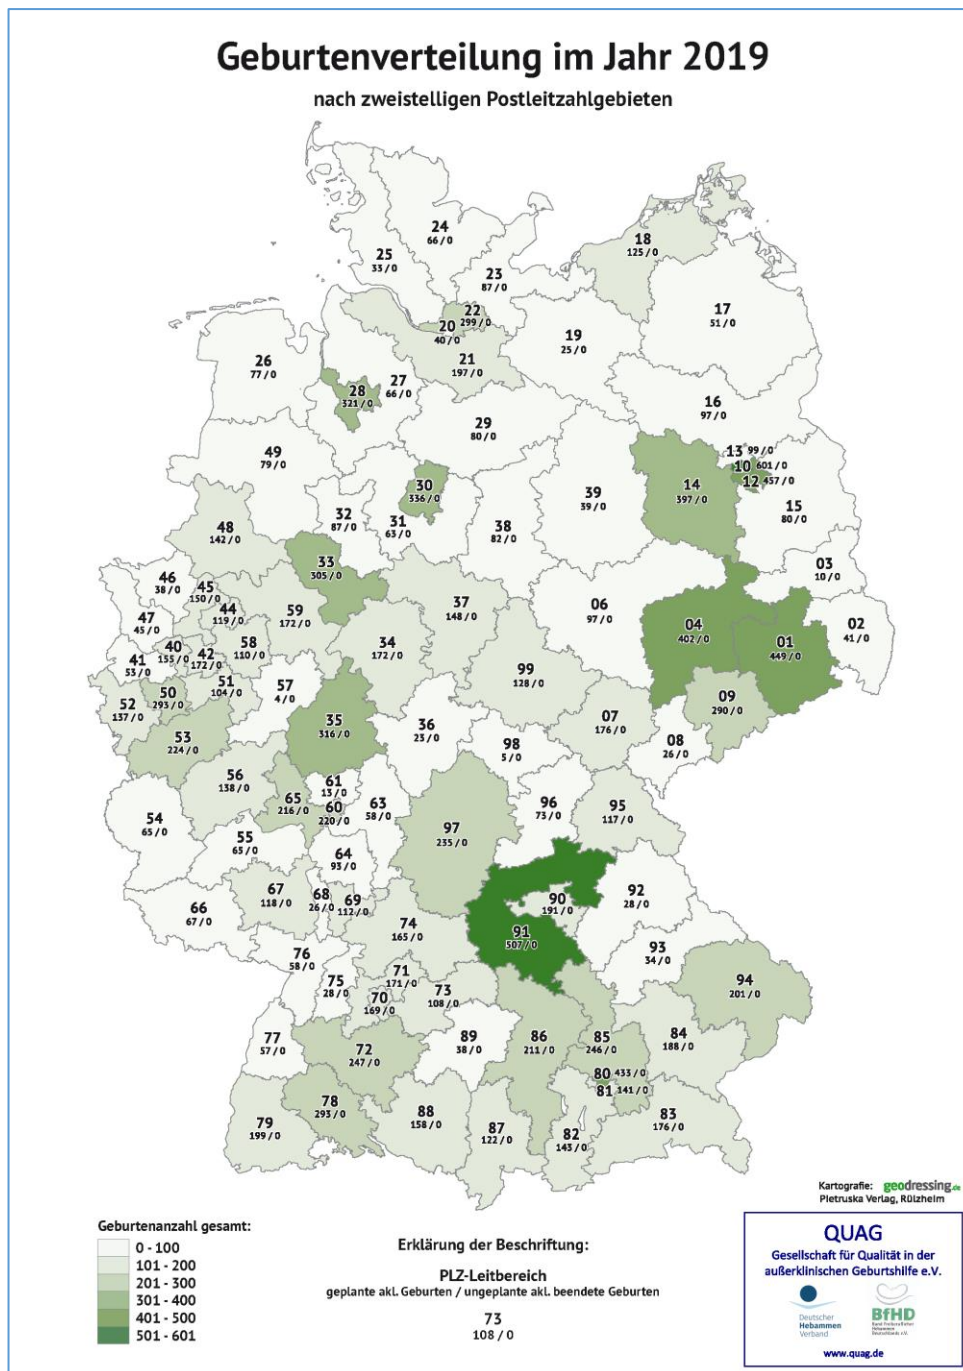 Geburtenverteilung im Jahr 2019
nach zweistelligen Postleitzahlgebieten
24
66 / 0
25
33 / 0
23
87 / 0
18
125 / 0
22
299 / 0
20
40 / 0
17
51 / 0
19
25 / 0
21
197 / 0
26
77 / 0
27
66 / 0
28
321 / 0
16
97 / 0
29
80 / 0
13 99 / 0
10 601 / 0
12 457 / 0
49
79 / 0
30
336 / 0
14
397 / 0
39
39 / 0
15
80 / 0
32
87 / 0
31
63 / 0
38
82 / 0
48
142 / 0
33
305 / 0
03
10 / 0
46
38 / 0
45
150 / 0
44
119 / 0
59
172 / 0
37
148 / 0
06
97 / 0
47
45 / 0
04
402 / 0
01
449 / 0
02
41 / 0
40
155 / 0
42
172 / 0
58
110 / 0
34
172 / 0
41
53 / 0
99
128 / 0
52
137 / 0
50
293 / 0
51
104 / 0
57
4 / 0
09
290 / 0
35
316 / 0
36
23 / 0
07
176 / 0
53
224 / 0
98
5 / 0
08
26 / 0
56
138 / 0
61
13 / 0
65
216 / 0
60
220 / 0
63
58 / 0
96
73 / 0
95
117 / 0
54
65 / 0
97
235 / 0
55
65 / 0
64
93 / 0
67
118 / 0
68
26 / 0
69
112 / 0
90
191 / 0
92
28 / 0
66
67 / 0
74
165 / 0
91
507 / 0
93
34 / 0
76
58 / 0
75
28 / 0
71
171 / 0
73
108 / 0
94
201 / 0
70
169 / 0
77
57 / 0
72
247 / 0
89
38 / 0
86
211 / 0
85
246 / 0
84
188 / 0
80 433 / 0
81 141 / 0
78
293 / 0
79
199 / 0
88
158 / 0
87
122 / 0
82
143 / 0
83
176 / 0
Kartografie: geodressing.de
Pietruska Verlag, Rülzheim
Geburtenanzahl gesamt:
0 - 100
101 - 200
201 - 300
301 - 400
401 - 500
501 - 601
Erklärung der Beschriftung:
PLZ-Leitbereich
geplante akl. Geburten / ungeplante akl. beendete Geburten
73
108 / 0
QUAG
Gesellschaft für Qualität in der
außerklinischen Geburtshilfe e.V.
Deutscher
Hebammen
Verband
BfHD
Bund freiberuflicher
Hebammen
Deutschlands e.V.
www.quag.de